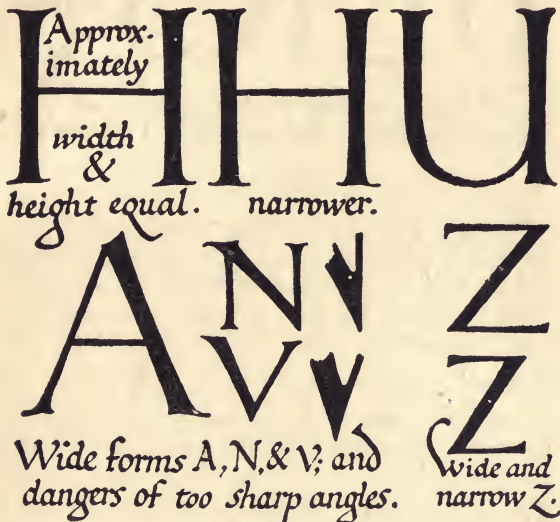 H H U
Approx-
imately
width
&
height equal. narrower.
A N Z
V Z
Wide forms A, N, & V; and
dangers of too sharp angles.
Wide and
narrow Z.